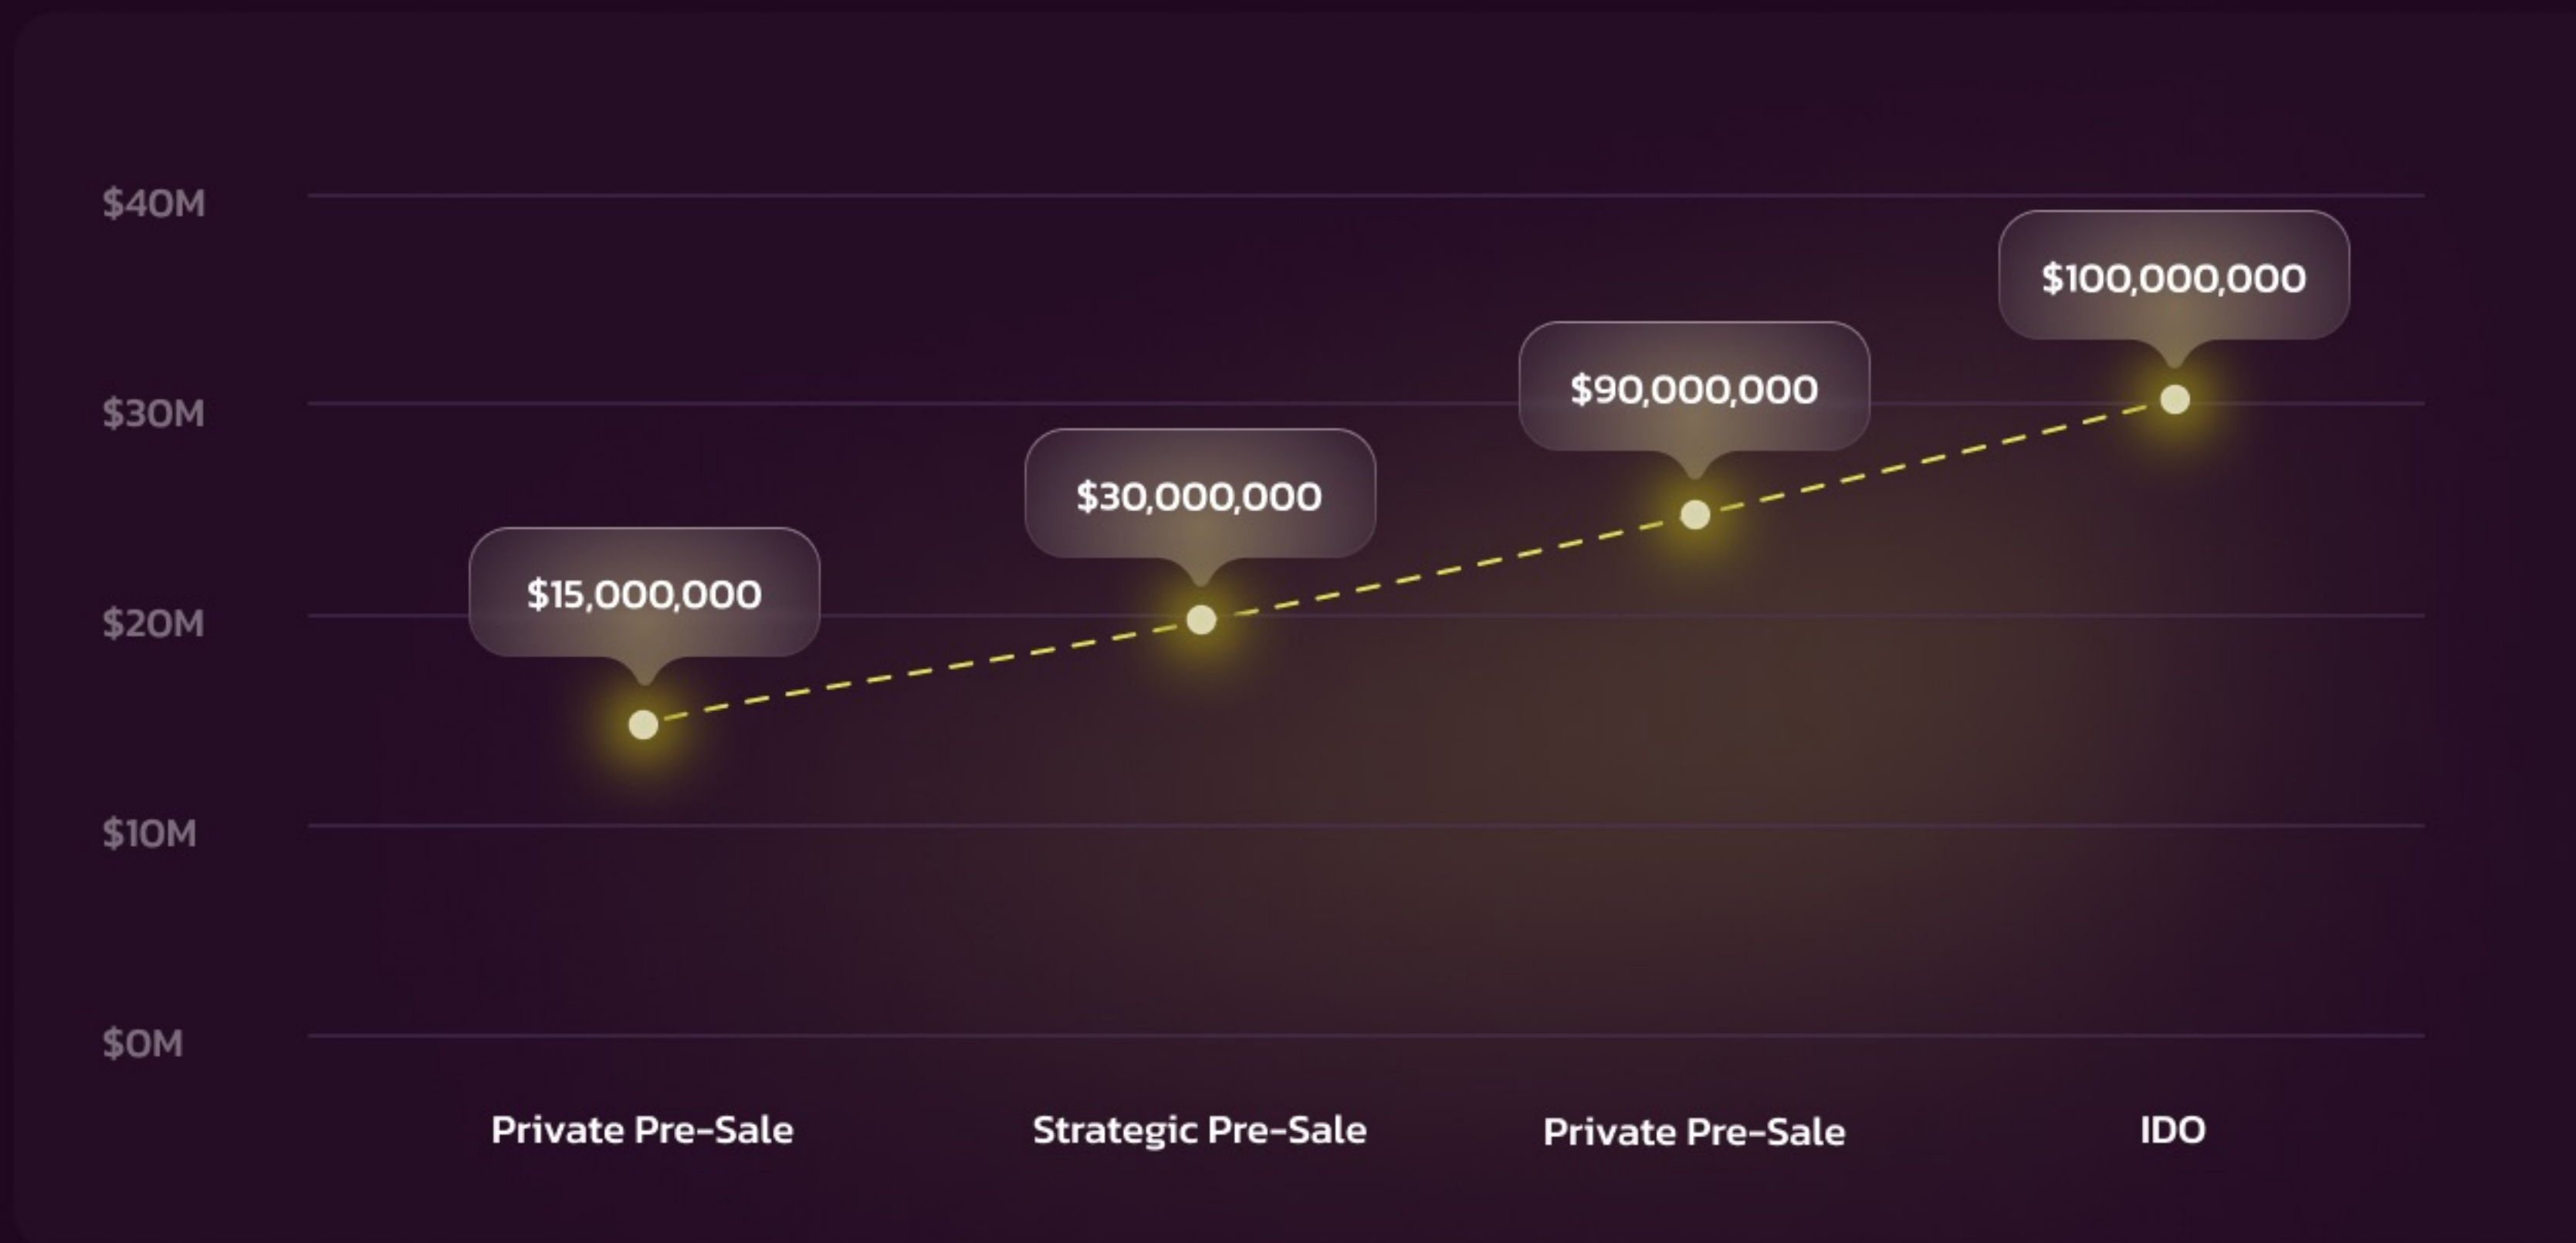 $40M
$100,000,000
$90,000,000
$30M
$30,000,000
$15,000,000
$20M
$10M
$0M
Private Pre-Sale
Strategic Pre-Sale
Private Pre-Sale
IDO